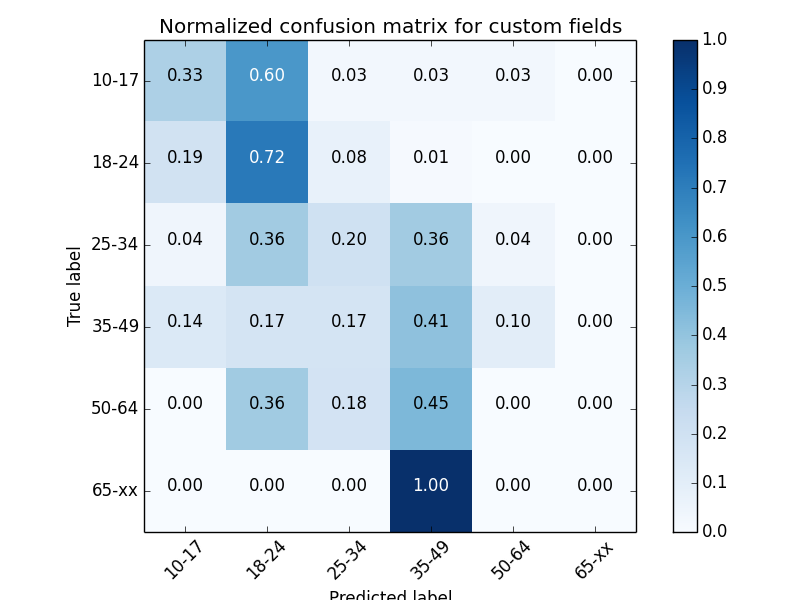 Normalized confusion matrix for custom fields
True label
10-17 0.33 0.60 0.03 0.03 0.03 0.00
18-24 0.19 0.72 0.08 0.01 0.00 0.00
25-34 0.04 0.36 0.20 0.36 0.04 0.00
35-49 0.14 0.17 0.17 0.41 0.10 0.00
50-64 0.00 0.36 0.18 0.45 0.00 0.00
65-xx 0.00 0.00 0.00 1.00 0.00 0.00
10-17 18-24 25-34 35-49 50-64 65-xx
Predicted label
1.0
0.9
0.8
0.7
0.6
0.5
0.4
0.3
0.2
0.1
0.0